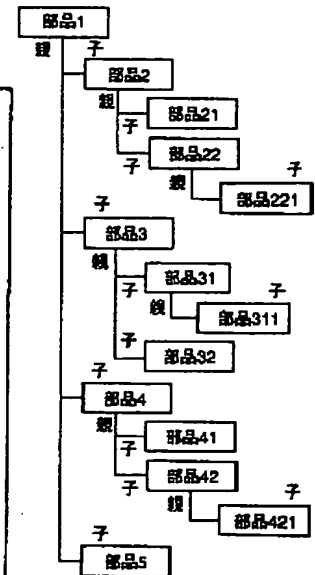 部品1
親 子
部品2
親
子 部品21
子 部品22
親 子
部品221
子
部品3
親
子 部品31
親 子
部品311
子 部品32
子
部品4
親
子 部品41
子 部品42
親 子
部品421
子
部品5